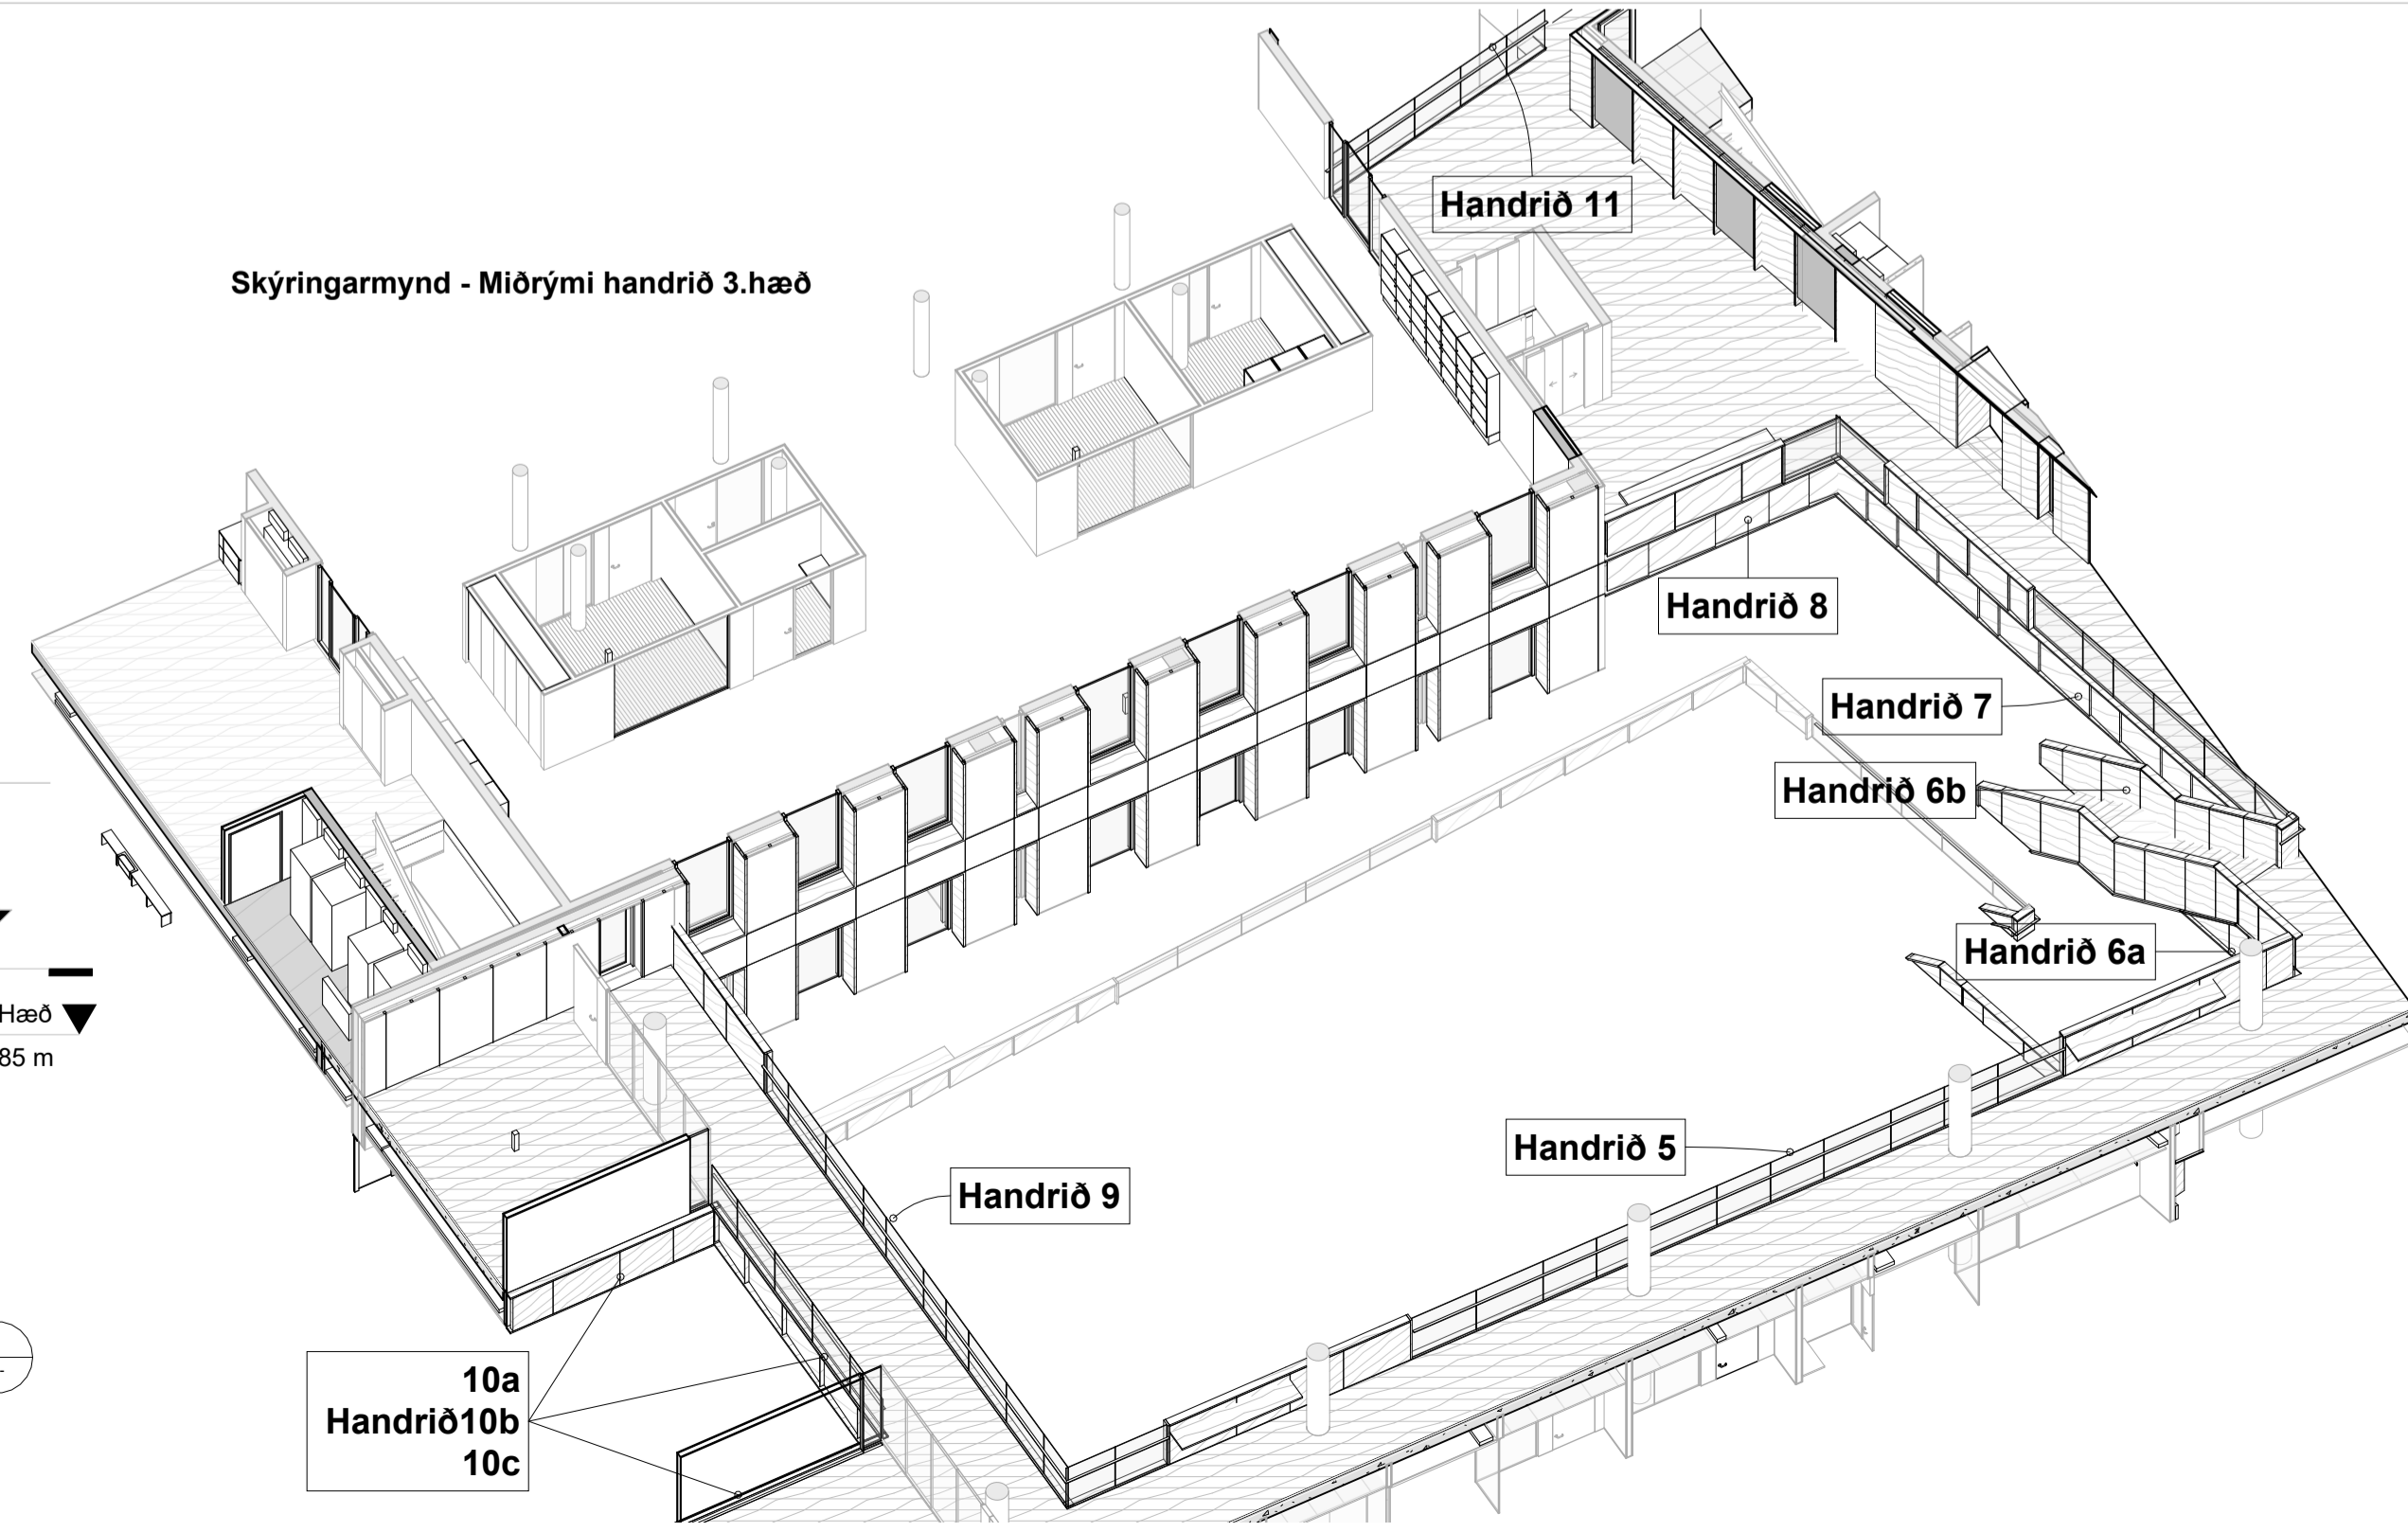 Skýringarmynd - Miðrými handrið 3.hæð
Handrið 11
Handrið 8
Handrið 7
Handrið 6b
Handrið 6a
Hæð
85 m
Handrið 5
Handrið 9
10a
Handrið10b
10c